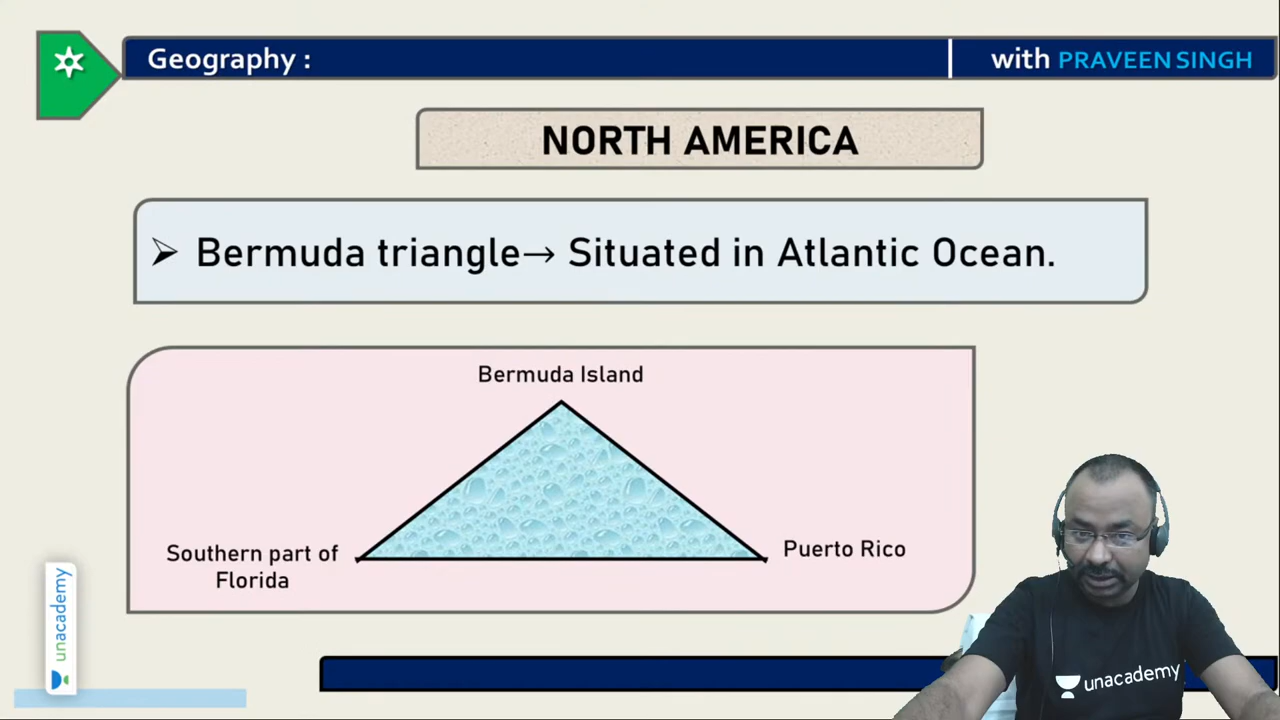 Geography :
with PRAVEEN SINGH
NORTH AMERICA
➢ Bermuda triangle→ Situated in Atlantic Ocean.
Bermuda Island
Southern part of
Florida
Puerto Rico
unacademy
unacademy